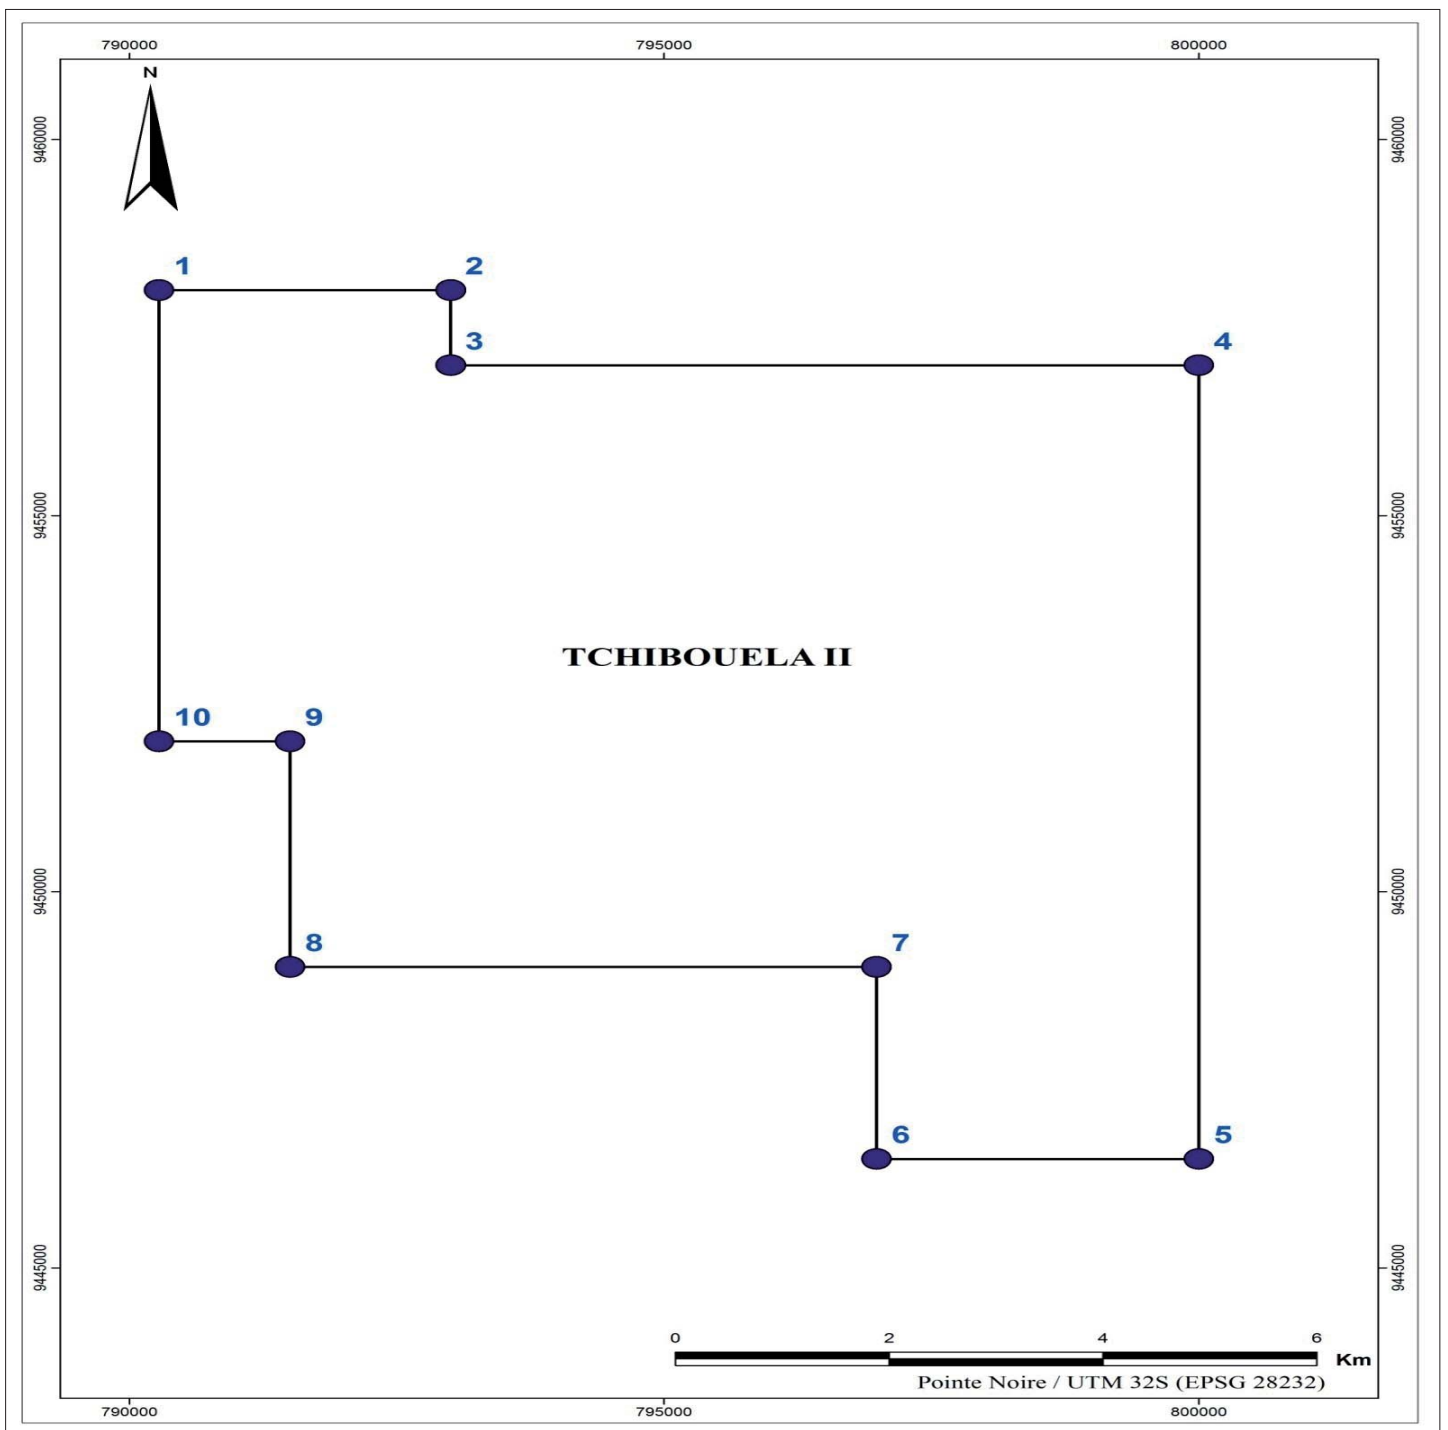 790000 795000 800000
N
9460000 9460000
1 2
3 4
9455000 9455000
TCHIBOUELA II
10 9
9450000 9450000
8 7
6 5
9445000 9445000
0 2 4 6
Km
Pointe Noire / UTM 32S (EPSG 28232)
790000 795000 800000